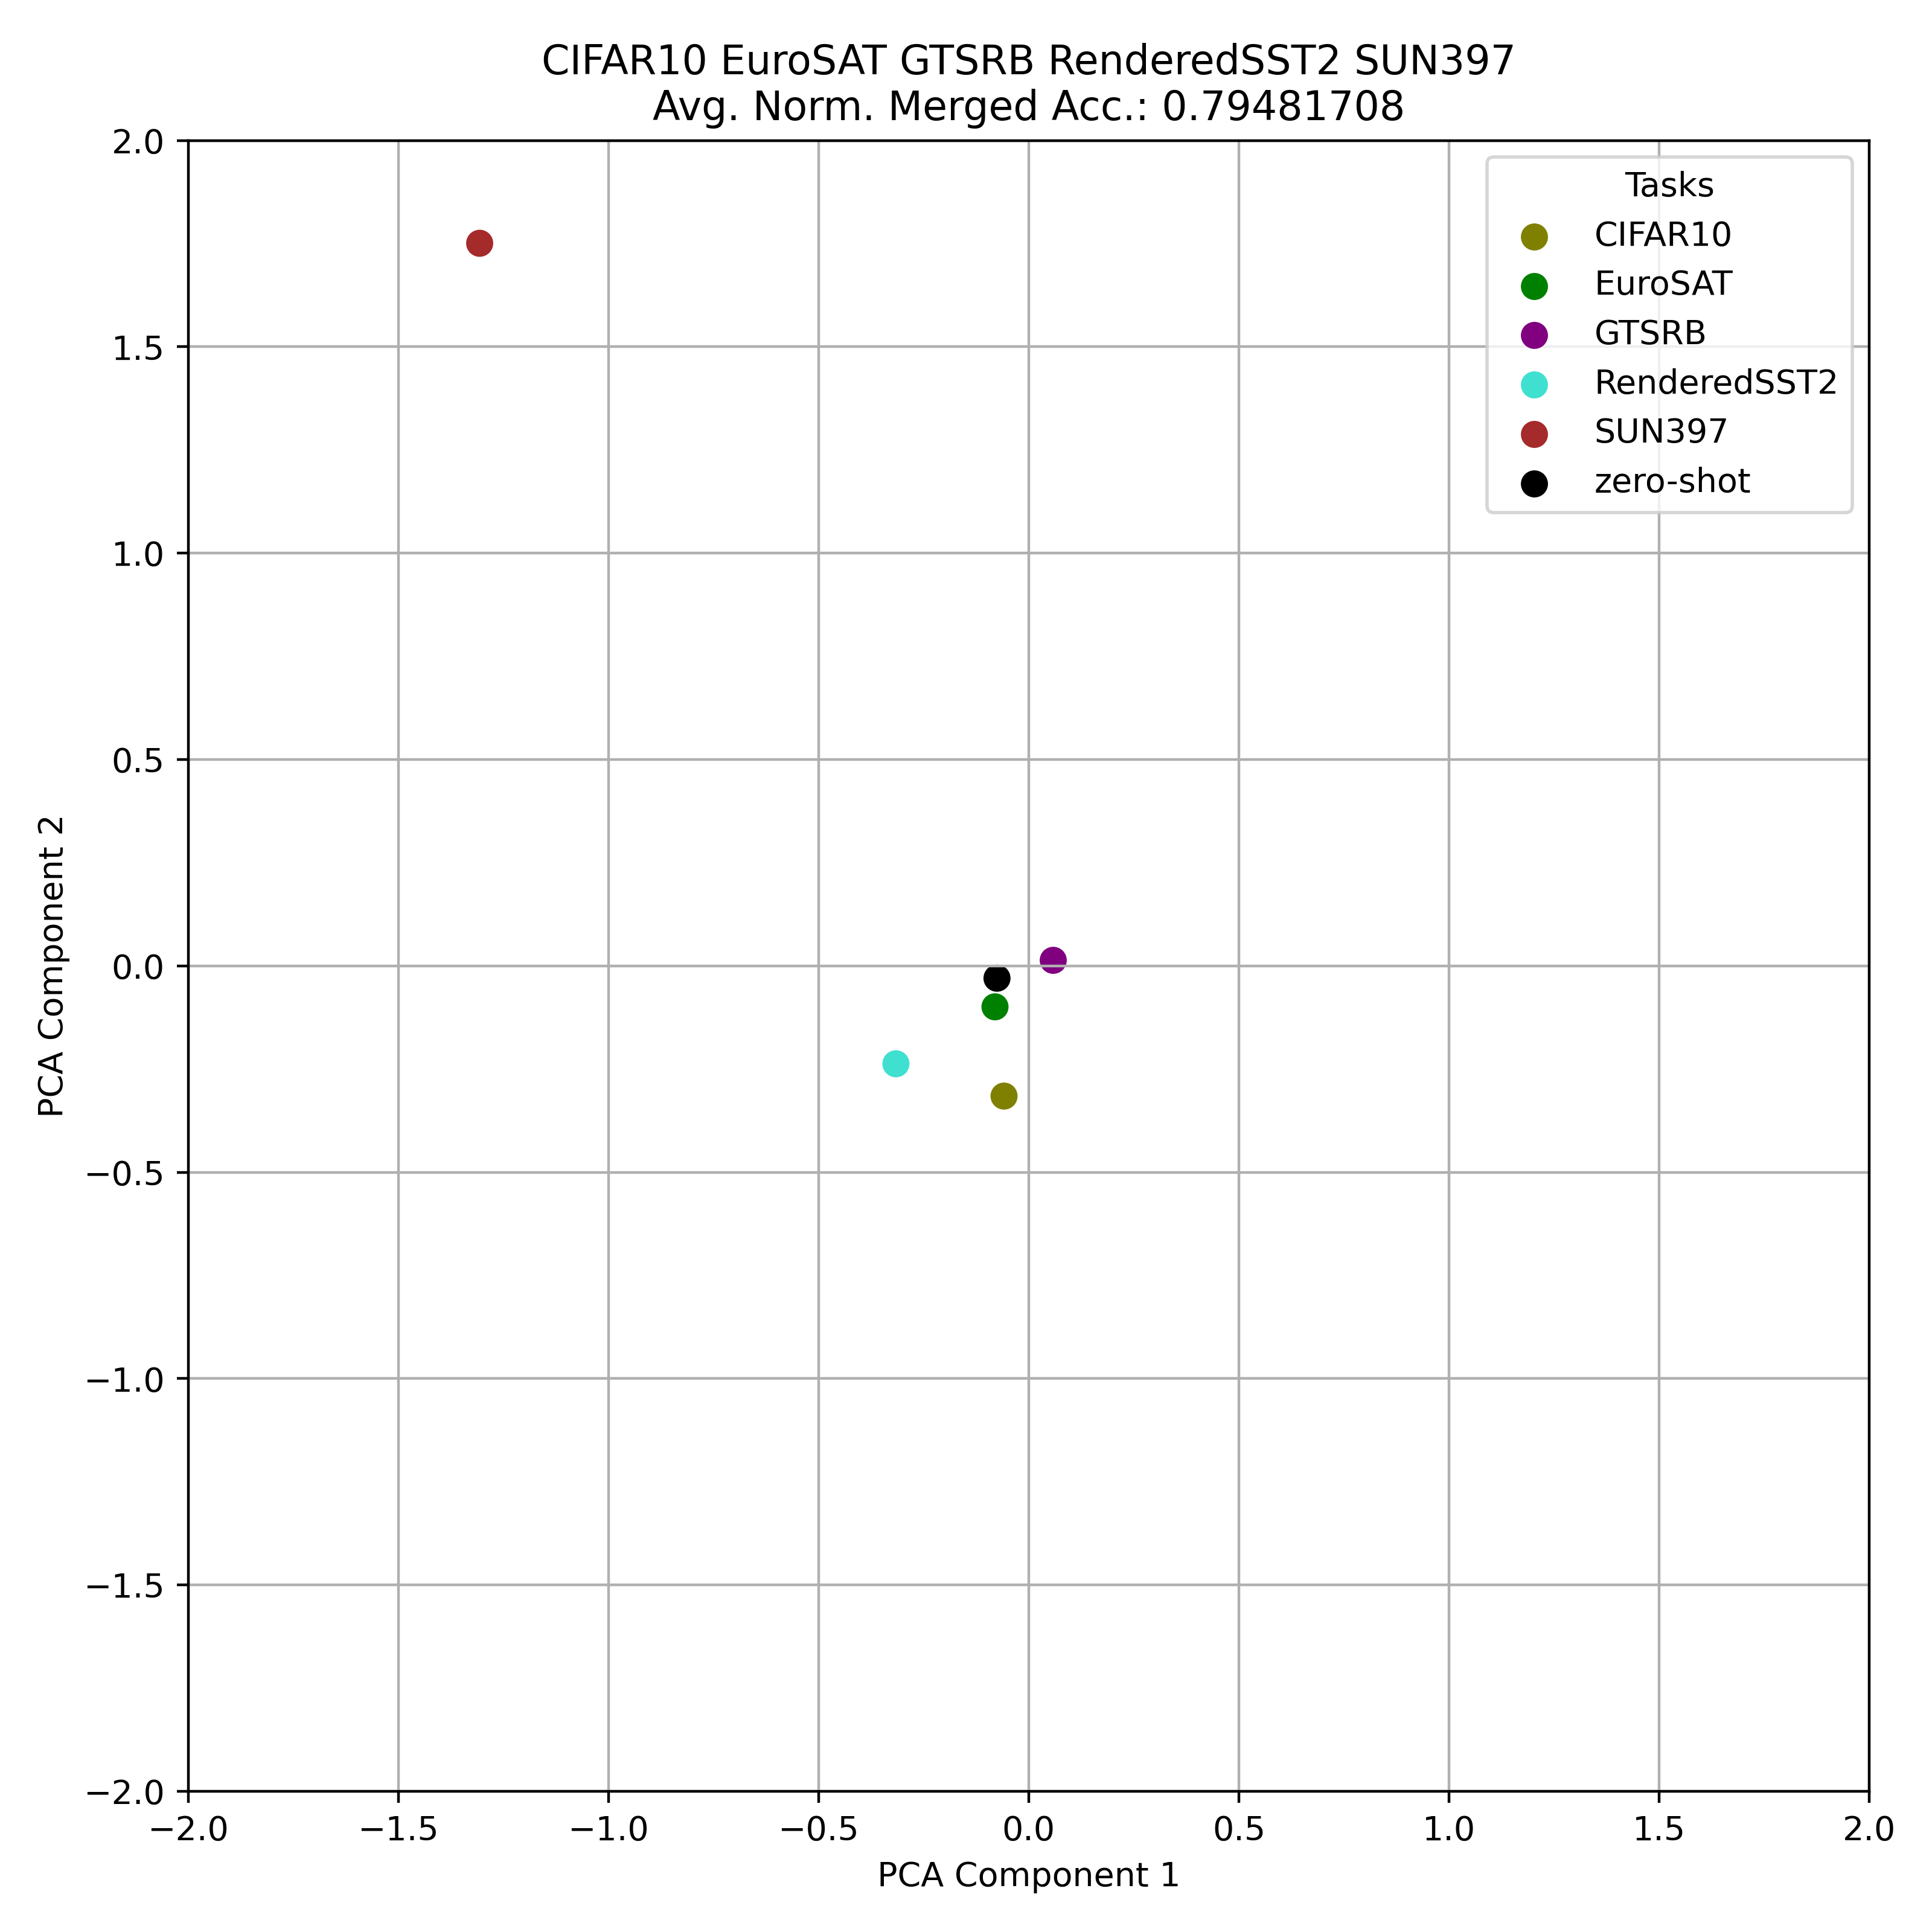 CIFAR10 EuroSAT GTSRB RenderedSST2 SUN397
Avg. Norm. Merged Acc.: 0.79481708
Tasks
CIFAR10
EuroSAT
GTSRB
RenderedSST2
SUN397
zero-shot
PCA Component 2
2.0
1.5
1.0
0.5
0.0
−0.5
−1.0
−1.5
−2.0
−2.0 −1.5 −1.0 −0.5 0.0 0.5 1.0 1.5 2.0
PCA Component 1